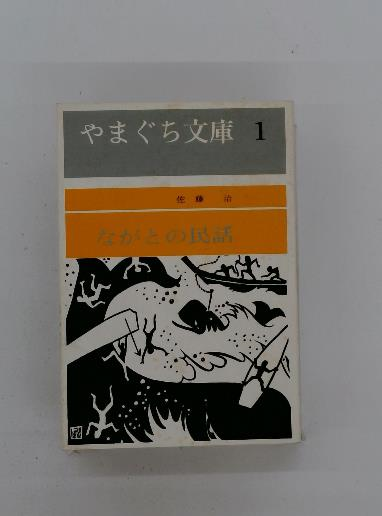 やまぐち文庫 1
佐藤 治
ながとの民話